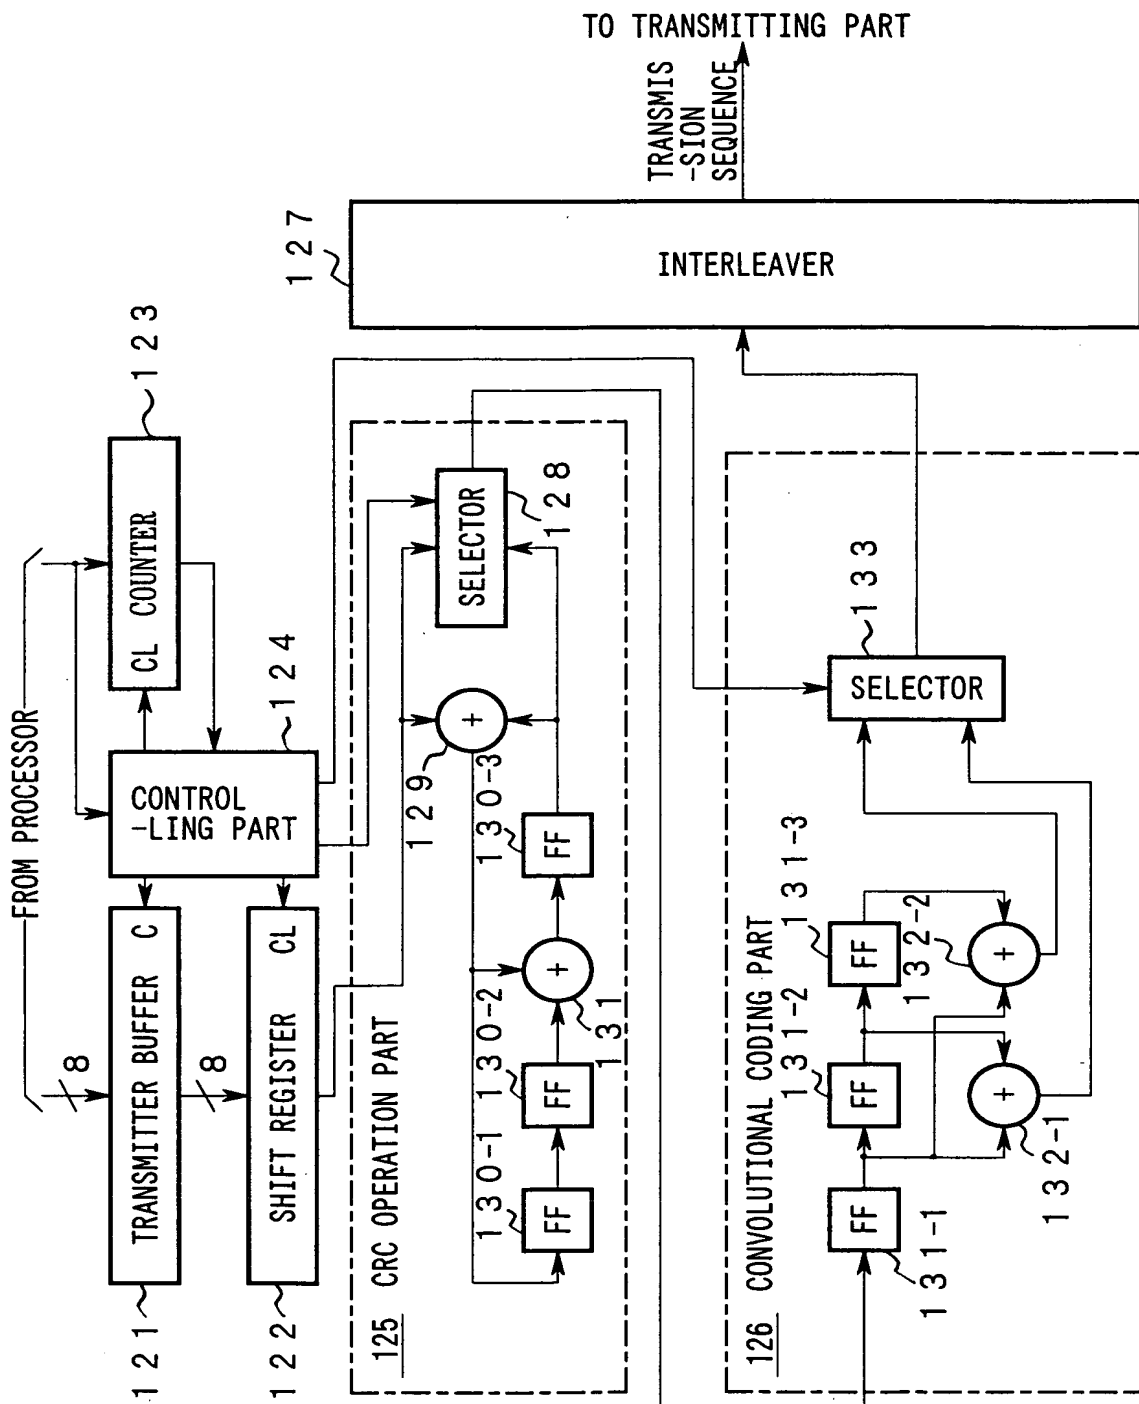 TO TRANSMITTING PART
TRANSMIS
-SION
SEQUENCE
127
INTERLEAVER
FROM PROCESSOR
123
CL COUNTER
124
CONTROL
-LING PART
8
121
TRANSMITTER BUFFER C
8
122
SHIFT REGISTER CL
125 CRC OPERATION PART
SELECTOR
128
+
129
130-3
FF
+
131
130-2
FF
130-1
FF
126 CONVOLUTIONAL CODING PART
133
SELECTOR
131-3
FF
132-2
+
131-2
FF
+
132-1
FF
131-1